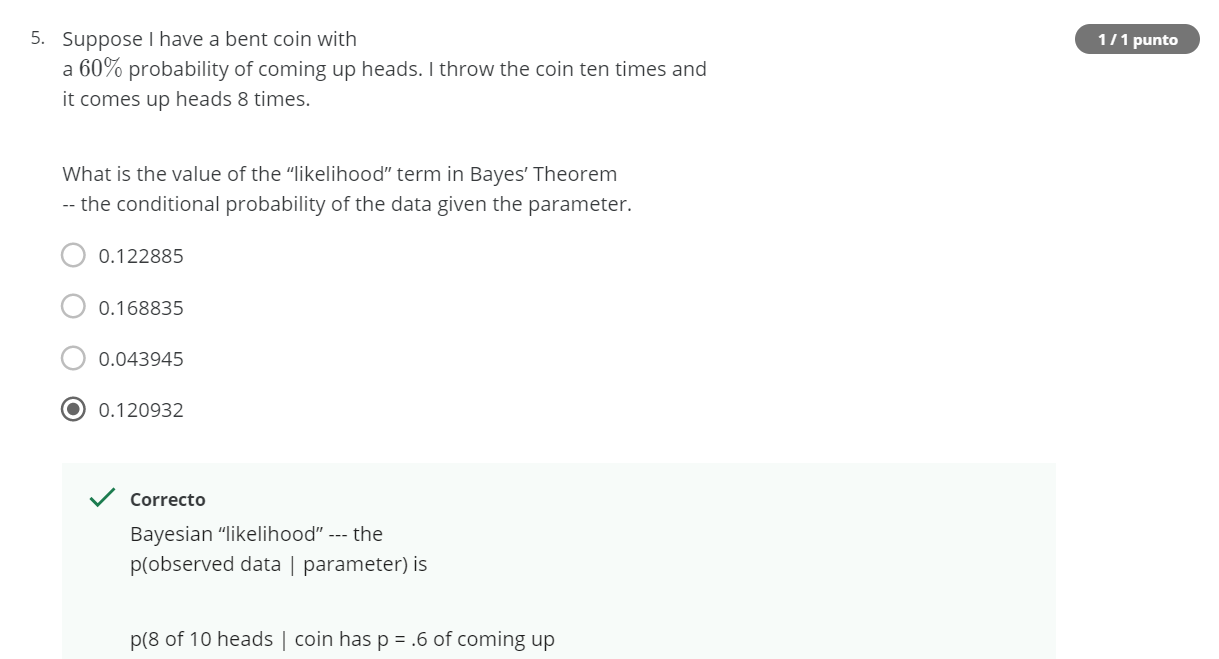 5. Suppose I have a bent coin with
1 / 1 punto
a 60% probability of coming up heads. I throw the coin ten times and
it comes up heads 8 times.
What is the value of the “likelihood” term in Bayes’ Theorem
-- the conditional probability of the data given the parameter.
0.122885
0.168835
0.043945
0.120932
Correcto
Bayesian “likelihood” --- the
p(observed data | parameter) is
p(8 of 10 heads | coin has p = .6 of coming up